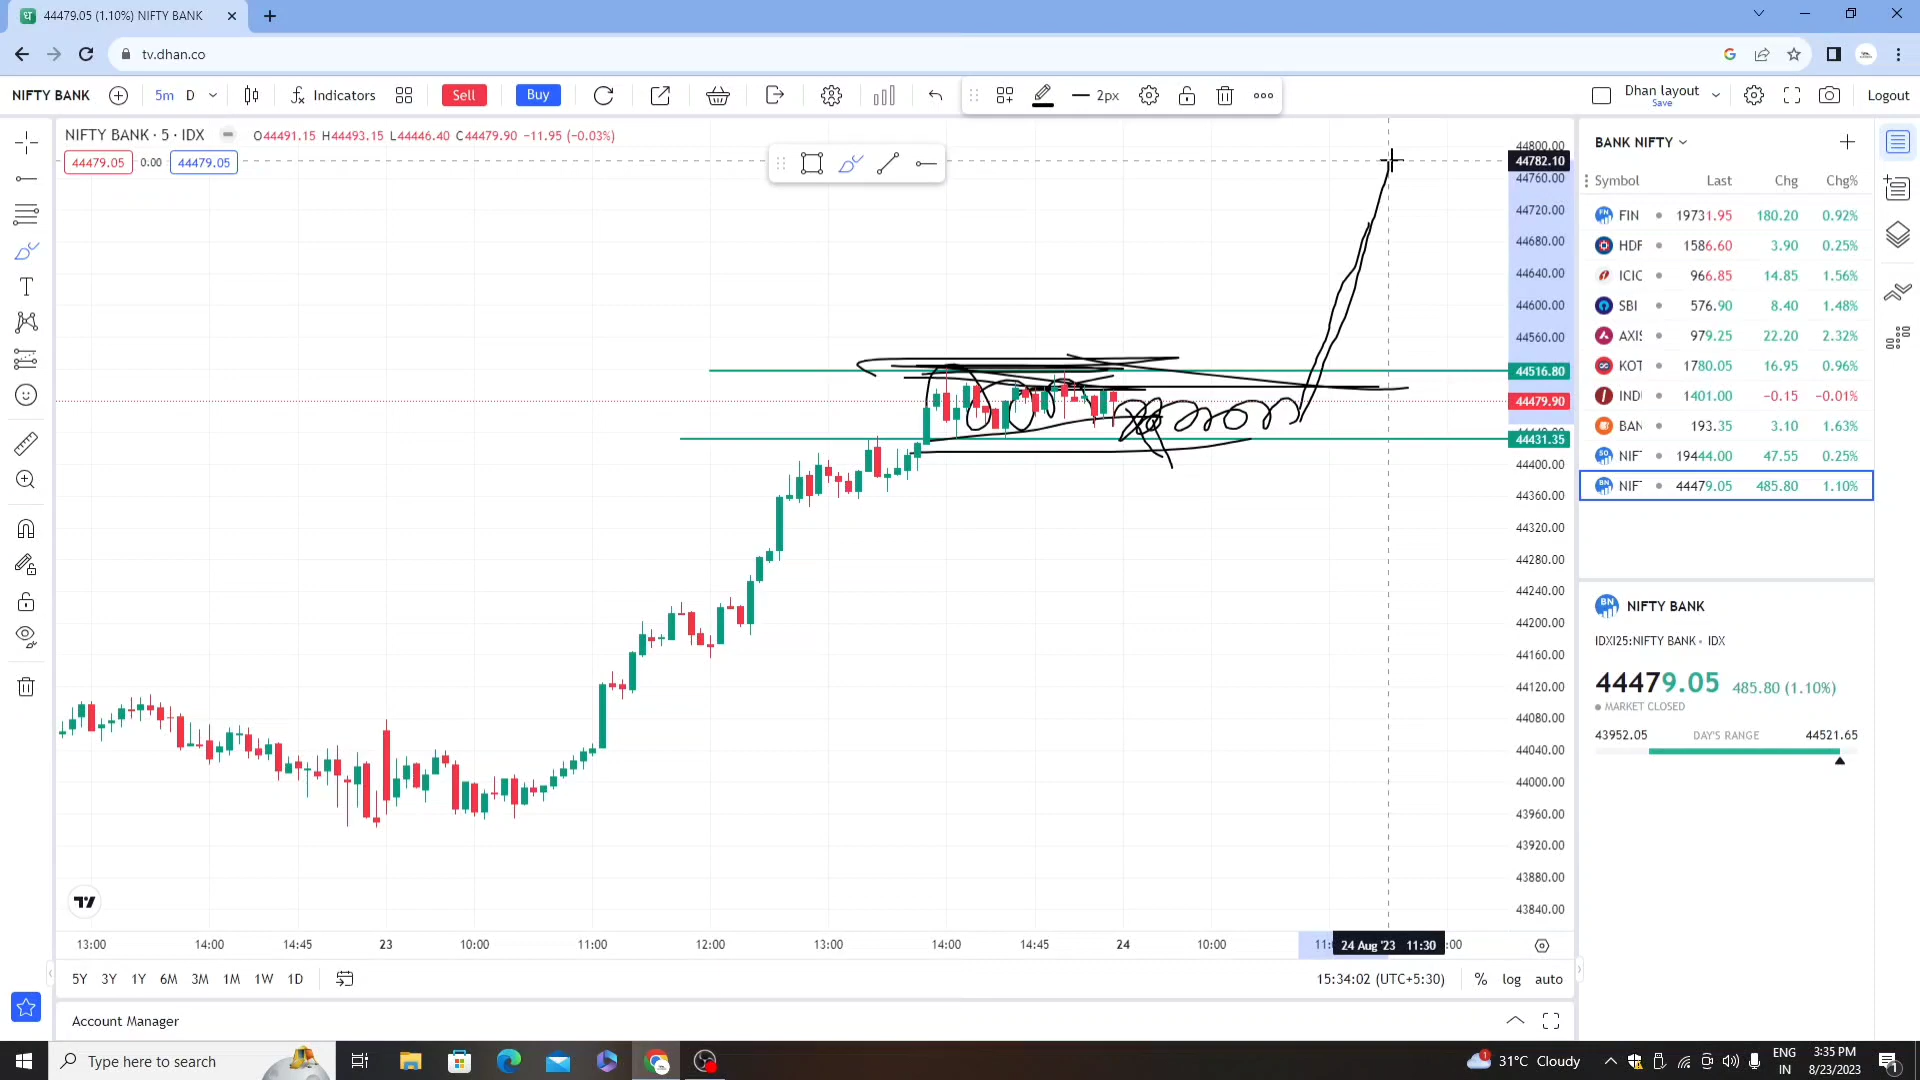 44479.05 (1.10%) NIFTY BANK
tv.dhan.co
NIFTY BANK 5m D Indicators Sell Buy 2px Dhan layout Save Logout
NIFTY BANK · 5 · IDX O44491.15 H44493.15 L44446.40 C44479.90 −11.95 (−0.03%)
44479.05 0.00 44479.05
44800.00
44782.10
44760.00
44720.00
44680.00
44640.00
44600.00
44560.00
44516.80
44479.90
44431.35
44400.00
44360.00
44320.00
44280.00
44240.00
44200.00
44160.00
44120.00
44080.00
44040.00
44000.00
43960.00
43920.00
43880.00
43840.00
13:00 14:00 14:45 23 10:00 11:00 12:00 13:00 14:00 14:45 24 10:00 24 Aug '23 11:30 :00
5Y 3Y 1Y 6M 3M 1M 1W 1D 15:34:02 (UTC+5:30) % log auto
Account Manager
BANK NIFTY
Symbol Last Chg Chg%
FIN 19731.95 180.20 0.92%
HDF 1586.60 3.90 0.25%
ICIC 966.85 14.85 1.56%
SBI 576.90 8.40 1.48%
AXIS 979.25 22.20 2.32%
KOT 1780.05 16.95 0.96%
IND 1401.00 −0.15 −0.01%
BAN 193.35 3.10 1.63%
NIFT 19444.00 47.55 0.25%
NIFT 44479.05 485.80 1.10%
BN NIFTY BANK
IDXI25:NIFTY BANK • IDX
44479.05 485.80 (1.10%)
MARKET CLOSED
43952.05 DAY'S RANGE 44521.65
Type here to search
31°C Cloudy
ENG
IN
3:35 PM
8/23/2023
1